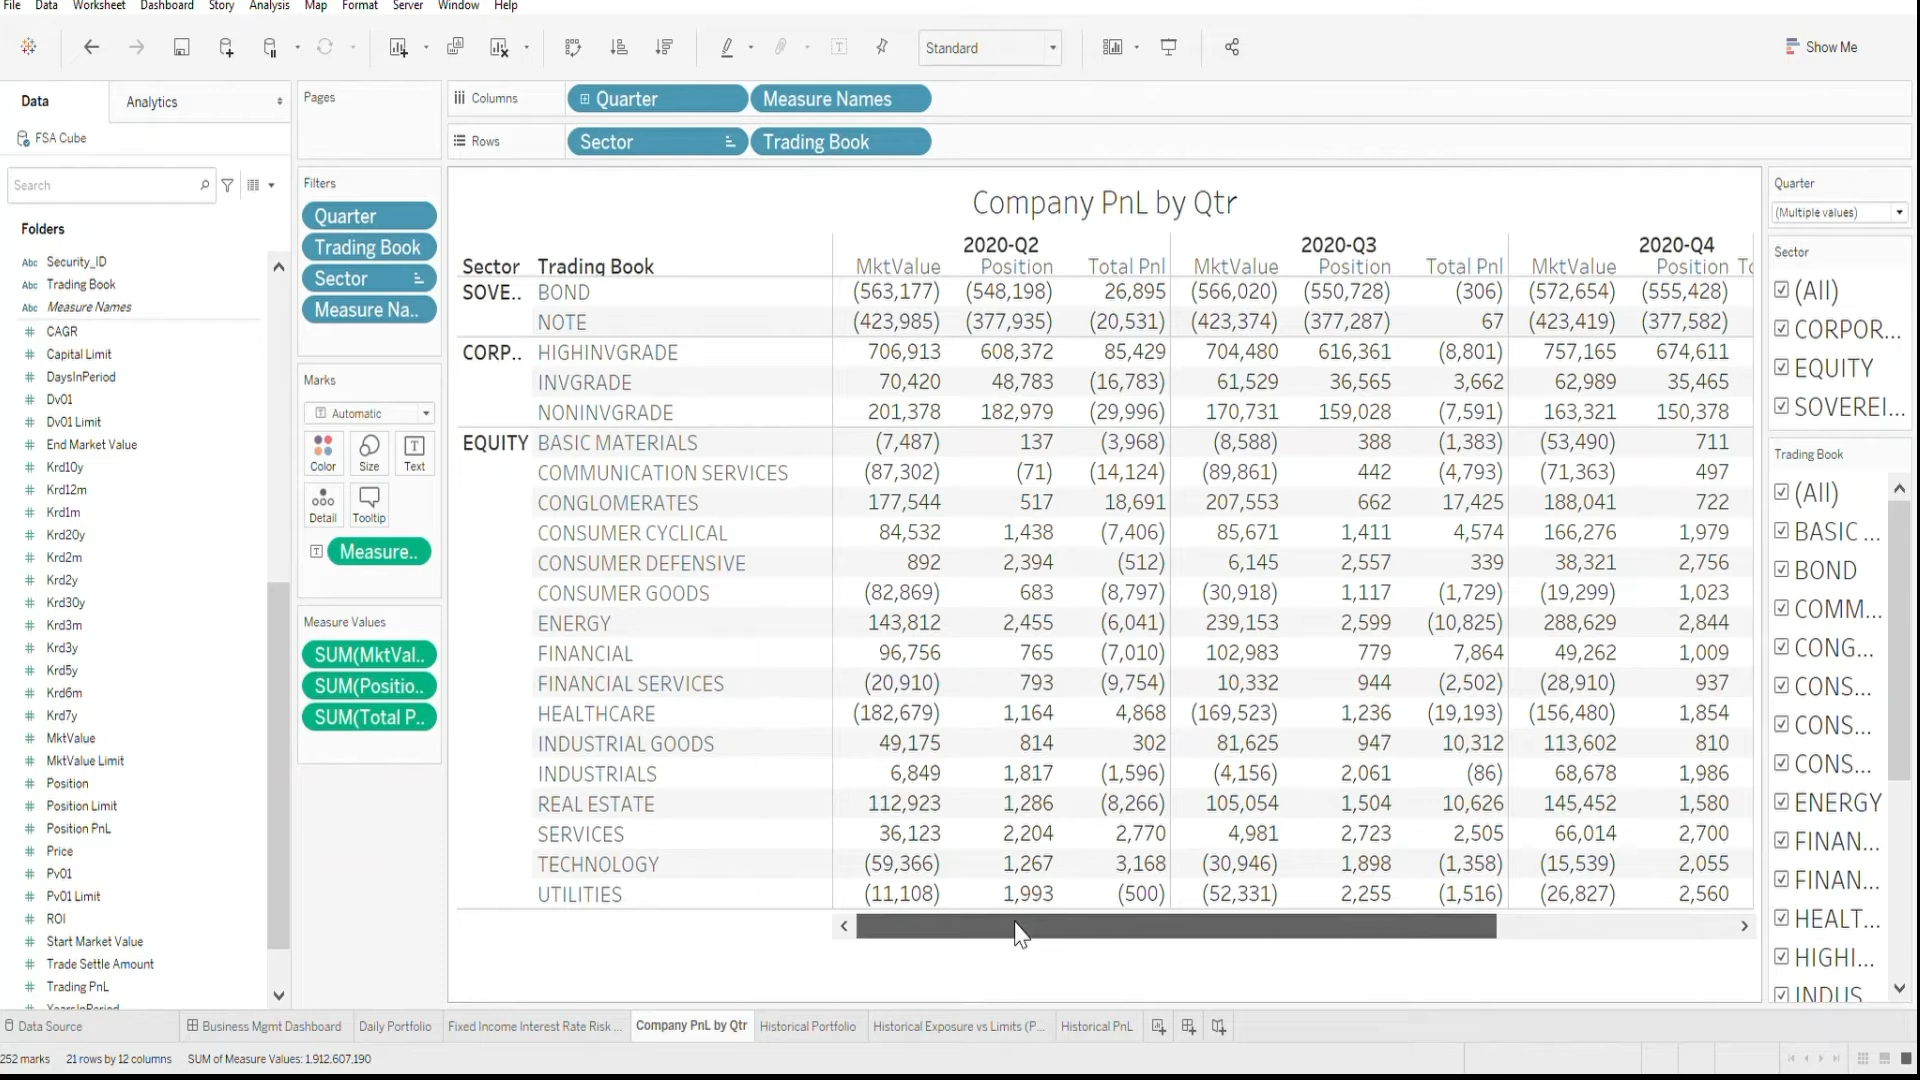 File Data Worksheet Dashboard Story Analysis Map Format Server Window Help
Standard
Show Me
Data Analytics
FSA Cube
Search
Folders
Abc Security_ID
Abc Trading Book
Abc Measure Names
# CAGR
# Capital Limit
# DaysInPeriod
# Dv01
# Dv01 Limit
# End Market Value
# Krd10y
# Krd12m
# Krd1m
# Krd20y
# Krd2m
# Krd2y
# Krd30y
# Krd3m
# Krd3y
# Krd5y
# Krd6m
# Krd7y
# MktValue
# MktValue Limit
# Position
# Position Limit
# Position PnL
# Price
# Pv01
# Pv01 Limit
# ROI
# Start Market Value
# Trade Settle Amount
# Trading PnL
# YearsInPeriod
Pages
Filters
Quarter
Trading Book
Sector
Measure Na..
Marks
Automatic
Color Size Text
Detail Tooltip
Measure..
Measure Values
SUM(MktVal..
SUM(Positio..
SUM(Total P..
Columns Quarter Measure Names
Rows Sector Trading Book
Company PnL by Qtr
2020-Q2 2020-Q3 2020-Q4
Sector Trading Book MktValue Position Total Pnl MktValue Position Total Pnl MktValue Position To
SOVE.. BOND (563,177) (548,198) 26,895 (566,020) (550,728) (306) (572,654) (555,428)
NOTE (423,985) (377,935) (20,531) (423,374) (377,287) 67 (423,419) (377,582)
CORP.. HIGHINVGRADE 706,913 608,372 85,429 704,480 616,361 (8,801) 757,165 674,611
INVGRADE 70,420 48,783 (16,783) 61,529 36,565 3,662 62,989 35,465
NONINVGRADE 201,378 182,979 (29,996) 170,731 159,028 (7,591) 163,321 150,378
EQUITY BASIC MATERIALS (7,487) 137 (3,968) (8,588) 388 (1,383) (53,490) 711
COMMUNICATION SERVICES (87,302) (71) (14,124) (89,861) 442 (4,793) (71,363) 497
CONGLOMERATES 177,544 517 18,691 207,553 662 17,425 188,041 722
CONSUMER CYCLICAL 84,532 1,438 (7,406) 85,671 1,411 4,574 166,276 1,979
CONSUMER DEFENSIVE 892 2,394 (512) 6,145 2,557 339 38,321 2,756
CONSUMER GOODS (82,869) 683 (8,797) (30,918) 1,117 (1,729) (19,299) 1,023
ENERGY 143,812 2,455 (6,041) 239,153 2,599 (10,825) 288,629 2,844
FINANCIAL 96,756 765 (7,010) 102,983 779 7,864 49,262 1,009
FINANCIAL SERVICES (20,910) 793 (9,754) 10,332 944 (2,502) (28,910) 937
HEALTHCARE (182,679) 1,164 4,868 (169,523) 1,236 (19,193) (156,480) 1,854
INDUSTRIAL GOODS 49,175 814 302 81,625 947 10,312 113,602 810
INDUSTRIALS 6,849 1,817 (1,596) (4,156) 2,061 (86) 68,678 1,986
REAL ESTATE 112,923 1,286 (8,266) 105,054 1,504 10,626 145,452 1,580
SERVICES 36,123 2,204 2,770 4,981 2,723 2,505 66,014 2,700
TECHNOLOGY (59,366) 1,267 3,168 (30,946) 1,898 (1,358) (15,539) 2,055
UTILITIES (11,108) 1,993 (500) (52,331) 2,255 (1,516) (26,827) 2,560
Quarter
(Multiple values)
Sector
(All)
CORPOR...
EQUITY
SOVEREI...
Trading Book
(All)
BASIC ...
BOND
COMM...
CONG...
CONS...
CONS...
CONS...
ENERGY
FINAN...
FINAN...
HEALT...
HIGHI...
INDUS
Data Source Business Mgmt Dashboard Daily Portfolio Fixed Income Interest Rate Risk ... Company PnL by Qtr Historical Portfolio Historical Exposure vs Limits (P... Historical PnL
252 marks 21 rows by 12 columns SUM of Measure Values: 1,912,607,190